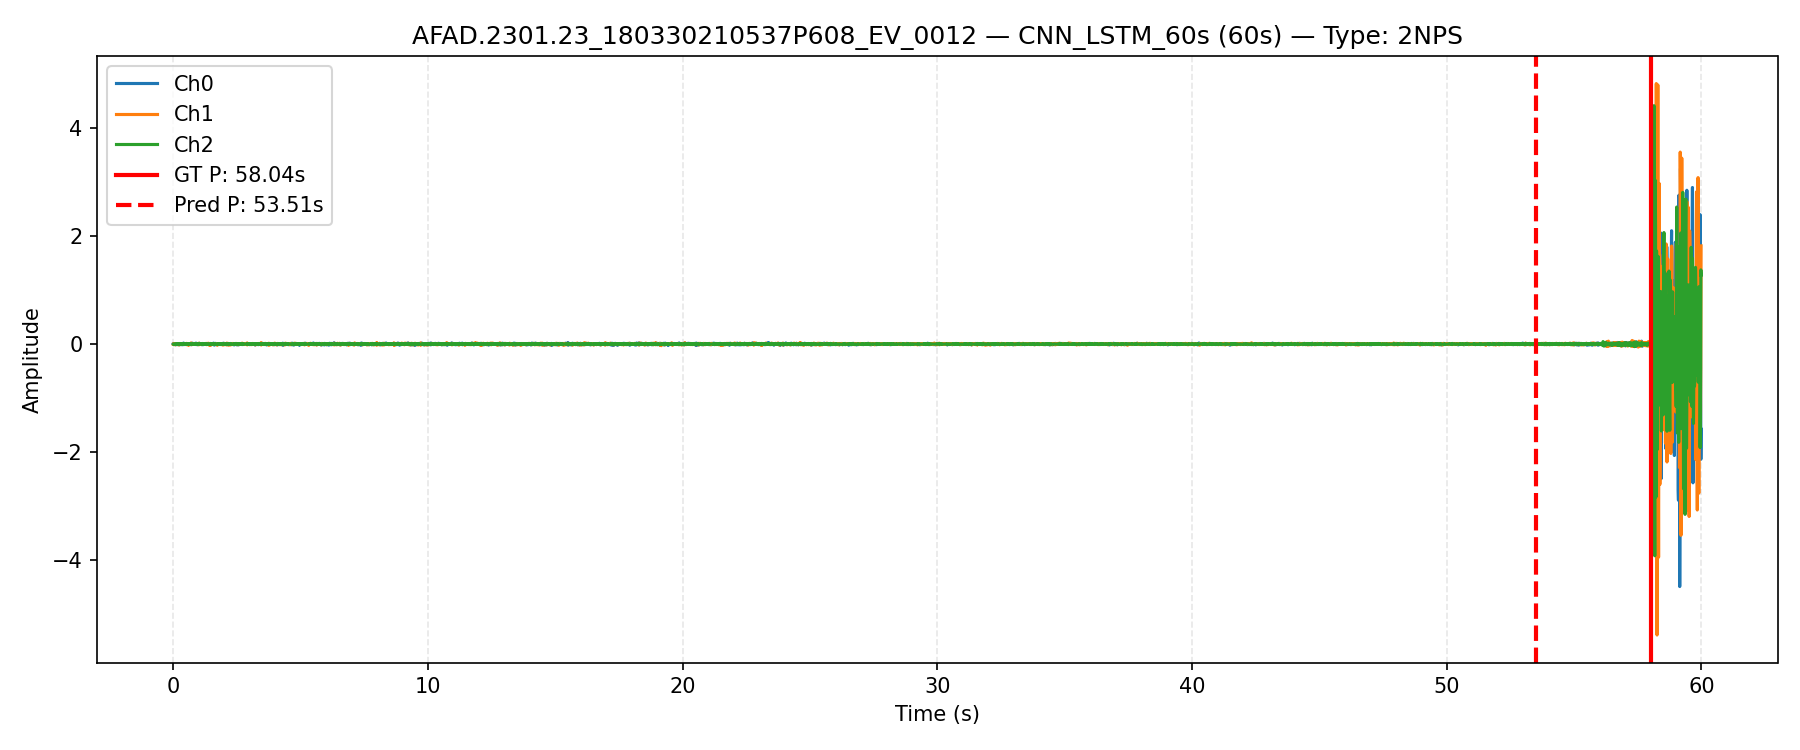 AFAD.2301.23_180330210537P608_EV_0012 — CNN_LSTM_60s (60s) — Type: 2NPS
Ch0
Ch1
Ch2
GT P: 58.04s
Pred P: 53.51s
Amplitude
4
2
0
−2
−4
0 10 20 30 40 50 60
Time (s)